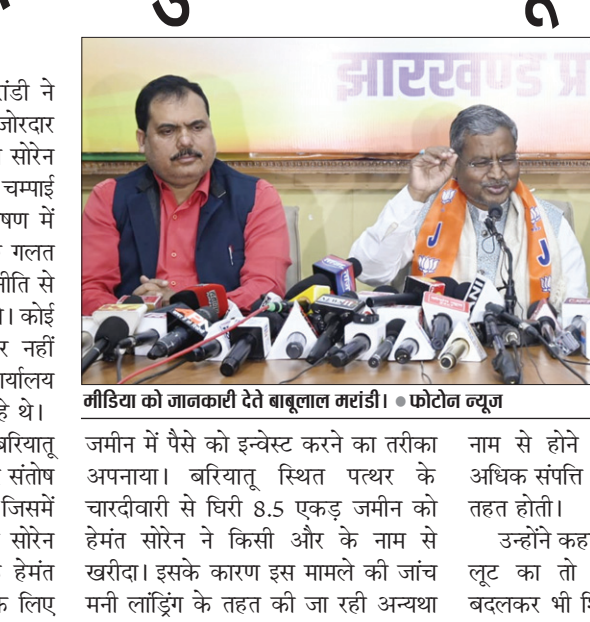 झारखण्ड प्र
रांडी ने
जोरदार
सोरेन
चम्पाई
षण में
गलत
नीति से
। कोई
र नहीं
र्यालय
हे थे।
बरियातू
संतोष
जिसमें
सोरेन
हेमंत
के लिए
मीडिया को जानकारी देते बाबूलाल मरांडी। ● फोटोन न्यूज
जमीन में पैसे को इन्वेस्ट करने का तरीका
अपनाया। बरियातू स्थित पत्थर के
चारदीवारी से घिरी 8.5 एकड़ जमीन को
हेमंत सोरेन ने किसी और के नाम से
खरीदा। इसके कारण इस मामले की जांच
मनी लांड्रिंग के तहत की जा रही अन्यथा
नाम से होने
अधिक संपत्ति
तहत होती।
उन्होंने कह
लूट का तो
बदलकर भी